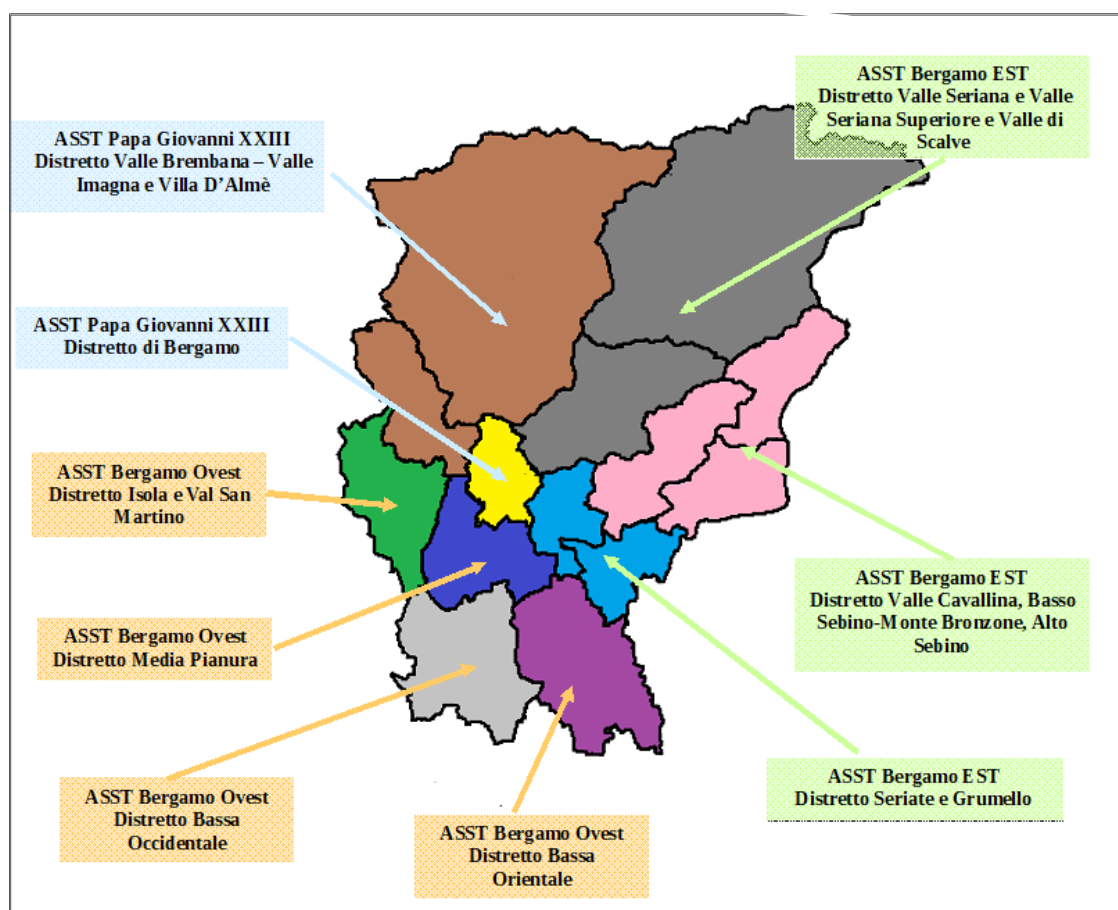 ASST Bergamo EST
Distretto Valle Seriana e Valle
Seriana Superiore e Valle di
Scalve
ASST Papa Giovanni XXIII
Distretto Valle Brembana – Valle
Imagna e Villa D’Almè
ASST Papa Giovanni XXIII
Distretto di Bergamo
ASST Bergamo Ovest
Distretto Isola e Val San
Martino
ASST Bergamo EST
Distretto Valle Cavallina, Basso
Sebino-Monte Bronzone, Alto
Sebino
ASST Bergamo Ovest
Distretto Media Pianura
ASST Bergamo EST
Distretto Seriate e Grumello
ASST Bergamo Ovest
Distretto Bassa
Occidentale
ASST Bergamo Ovest
Distretto Bassa
Orientale